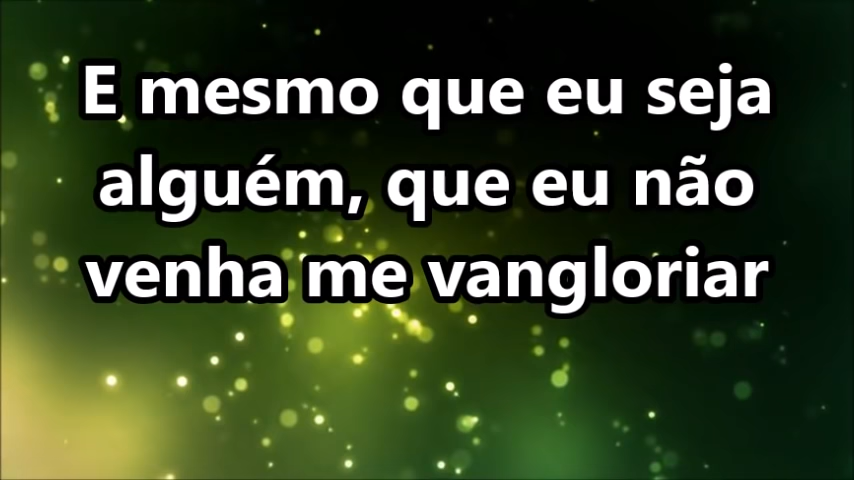 E mesmo que eu seja
alguém, que eu não
venha me vangloriar